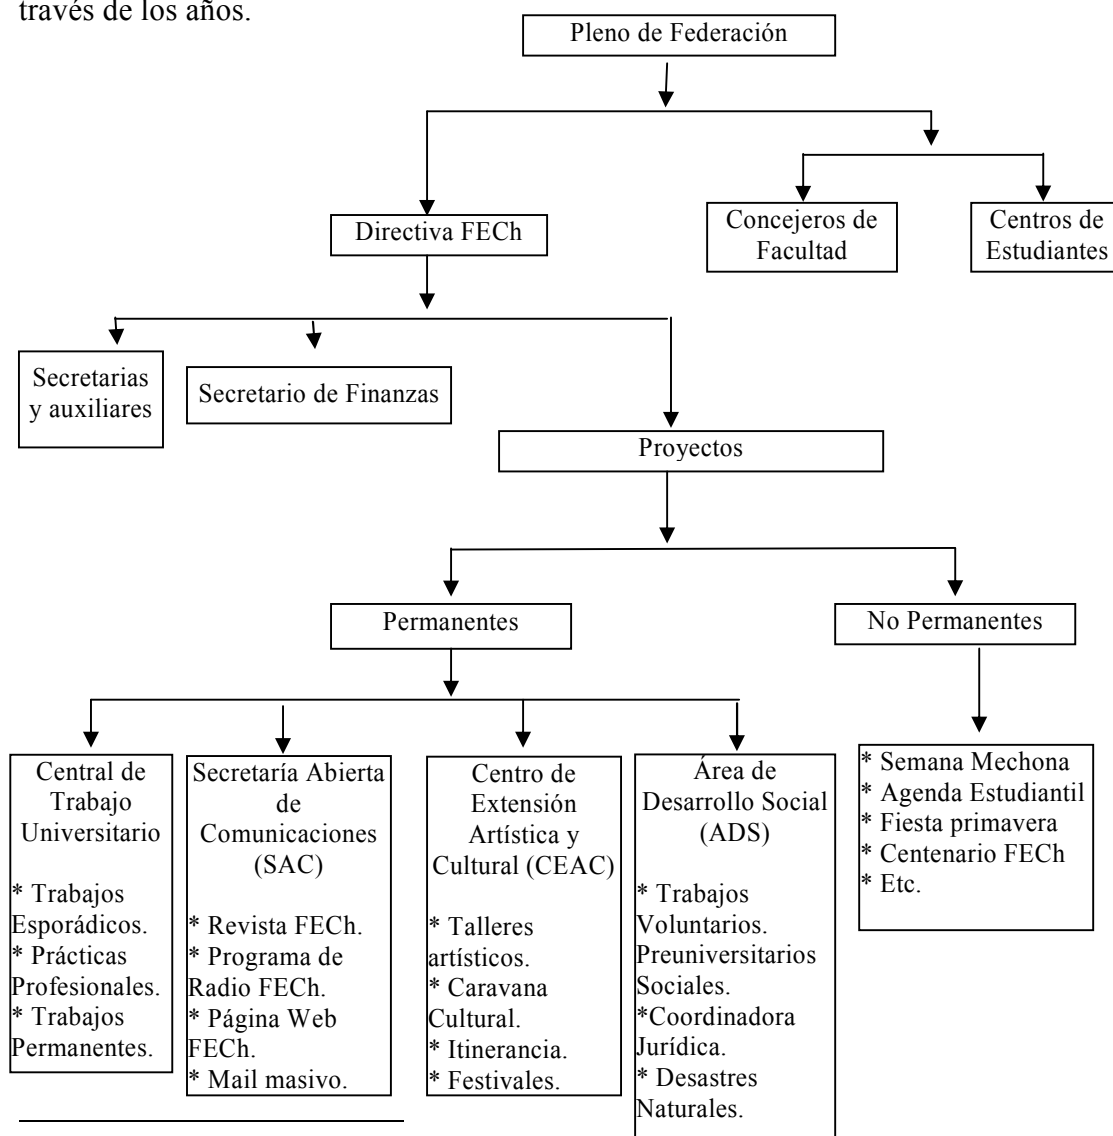 través de los años.
Pleno de Federación
Directiva FECh
Concejeros de
Facultad
Centros de
Estudiantes
Secretarias
y auxiliares
Secretario de Finanzas
Proyectos
Permanentes
No Permanentes
Central de
Trabajo
Universitario
* Trabajos
Esporádicos.
* Prácticas
Profesionales.
* Trabajos
Permanentes.
Secretaría Abierta
de
Comunicaciones
(SAC)
* Revista FECh.
* Programa de
Radio FECh.
* Página Web
FECh.
* Mail masivo.
Centro de
Extensión
Artística y
Cultural (CEAC)
* Talleres
artísticos.
* Caravana
Cultural.
* Itinerancia.
* Festivales.
Área de
Desarrollo Social
(ADS)
* Trabajos
Voluntarios.
Preuniversitarios
Sociales.
*Coordinadora
Jurídica.
* Desastres
Naturales.
* Semana Mechona
* Agenda Estudiantil
* Fiesta primavera
* Centenario FECh
* Etc.